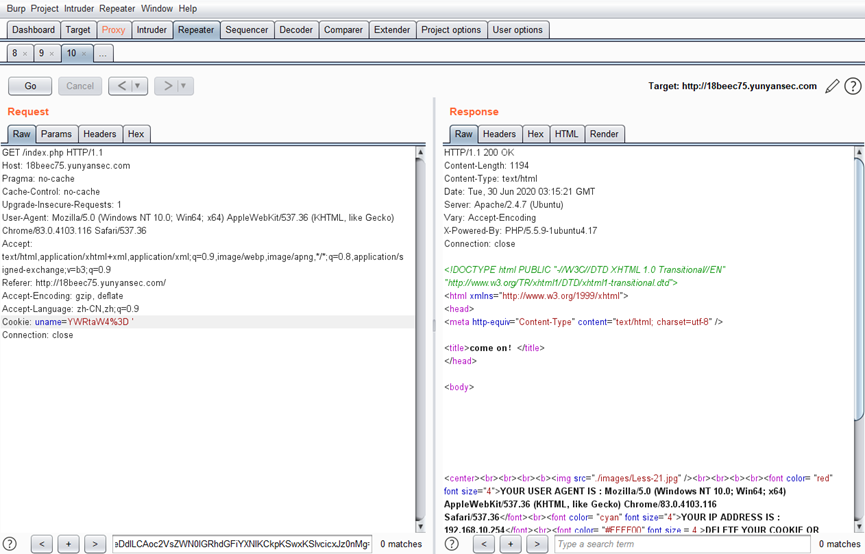 Burp Project Intruder Repeater Window Help
Dashboard Target Proxy Intruder Repeater Sequencer Decoder Comparer Extender Project options User options
8 × 9 × 10 × ...
Go Cancel < | ▼ > | ▼ Target: http://18beec75.yunyansec.com ?
Request
Raw Params Headers Hex
GET /index.php HTTP/1.1
Host: 18beec75.yunyansec.com
Pragma: no-cache
Cache-Control: no-cache
Upgrade-Insecure-Requests: 1
User-Agent: Mozilla/5.0 (Windows NT 10.0; Win64; x64) AppleWebKit/537.36 (KHTML, like Gecko)
Chrome/83.0.4103.116 Safari/537.36
Accept:
text/html,application/xhtml+xml,application/xml;q=0.9,image/webp,image/apng,*/*;q=0.8,application/s
igned-exchange;v=b3;q=0.9
Referer: http://18beec75.yunyansec.com/
Accept-Encoding: gzip, deflate
Accept-Language: zh-CN,zh;q=0.9
Cookie: uname=YWRtaW4%3D '
Connection: close
? < + > 0 matches
Response
Raw Headers Hex HTML Render
HTTP/1.1 200 OK
Content-Length: 1194
Content-Type: text/html
Date: Tue, 30 Jun 2020 03:15:21 GMT
Server: Apache/2.4.7 (Ubuntu)
Vary: Accept-Encoding
X-Powered-By: PHP/5.5.9-1ubuntu4.17
Connection: close
<!DOCTYPE html PUBLIC "-//W3C//DTD XHTML 1.0 Transitional//EN"
"http://www.w3.org/TR/xhtml1/DTD/xhtml1-transitional.dtd">
<html xmlns="http://www.w3.org/1999/xhtml">
<head>
<meta http-equiv="Content-Type" content="text/html; charset=utf-8" />
<title>come on! </title>
</head>
<body>
<center><br><br><br><b><img src="./images/Less-21.jpg" /><br><br><b><br><font color= "red"
font size="4">YOUR USER AGENT IS : Mozilla/5.0 (Windows NT 10.0; Win64; x64)
AppleWebKit/537.36 (KHTML, like Gecko) Chrome/83.0.4103.116
Safari/537.36</font><br><font color= "cyan" font size="4">YOUR IP ADDRESS IS :
192.168.10.254</font><br><font color= "#FFFF00" font size = 4 >DELETE YOUR COOKIE OR
? < + > Type a search term 0 matches